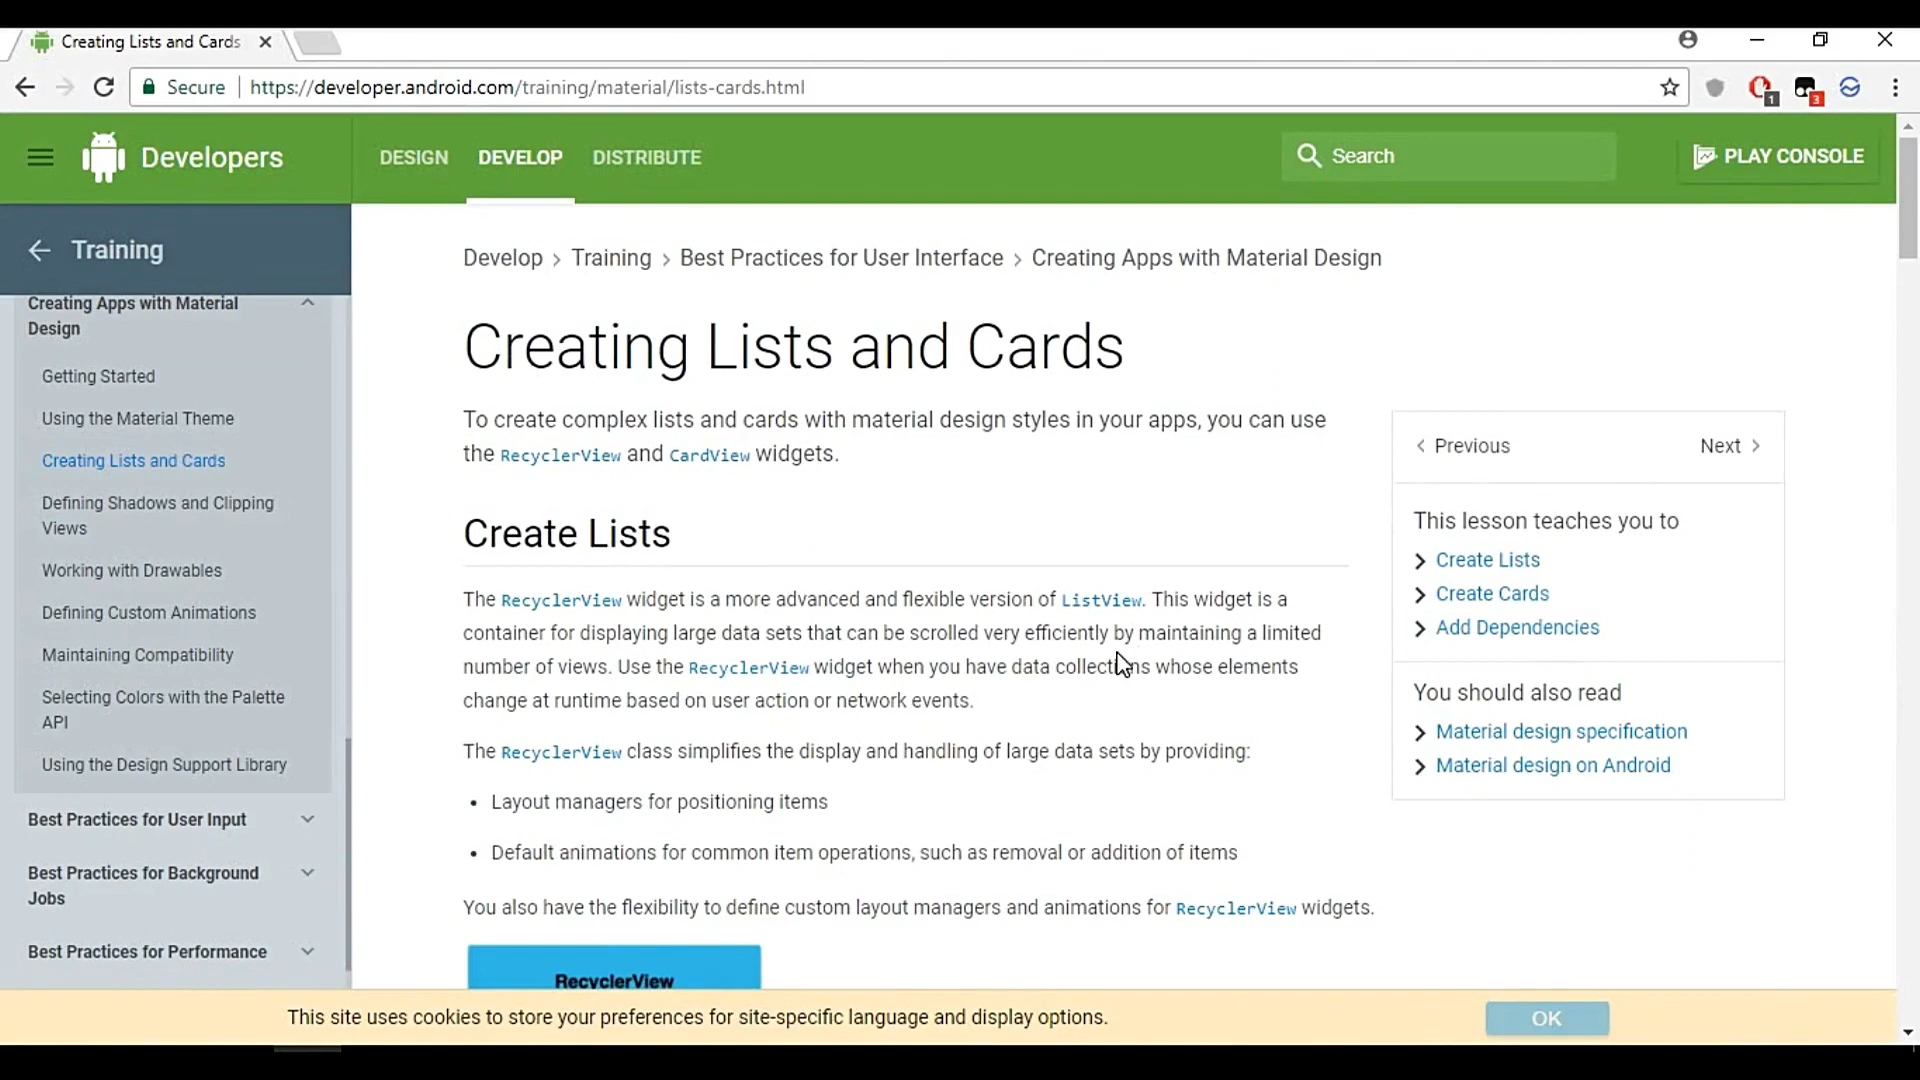 Creating Lists and Cards
Secure
https://developer.android.com/training/material/lists-cards.html
1
3
Developers
DESIGN
DEVELOP
DISTRIBUTE
Search
PLAY CONSOLE
Training
Creating Apps with Material
Design
Getting Started
Using the Material Theme
Creating Lists and Cards
Defining Shadows and Clipping
Views
Working with Drawables
Defining Custom Animations
Maintaining Compatibility
Selecting Colors with the Palette
API
Using the Design Support Library
Best Practices for User Input
Best Practices for Background
Jobs
Best Practices for Performance
Develop > Training > Best Practices for User Interface > Creating Apps with Material Design
Creating Lists and Cards
To create complex lists and cards with material design styles in your apps, you can use
the RecyclerView and CardView widgets.
Create Lists
The RecyclerView widget is a more advanced and flexible version of ListView. This widget is a
container for displaying large data sets that can be scrolled very efficiently by maintaining a limited
number of views. Use the RecyclerView widget when you have data collections whose elements
change at runtime based on user action or network events.
The RecyclerView class simplifies the display and handling of large data sets by providing:
• Layout managers for positioning items
• Default animations for common item operations, such as removal or addition of items
You also have the flexibility to define custom layout managers and animations for RecyclerView widgets.
RecyclerView
< Previous
Next >
This lesson teaches you to
> Create Lists
> Create Cards
> Add Dependencies
You should also read
> Material design specification
> Material design on Android
This site uses cookies to store your preferences for site-specific language and display options.
OK